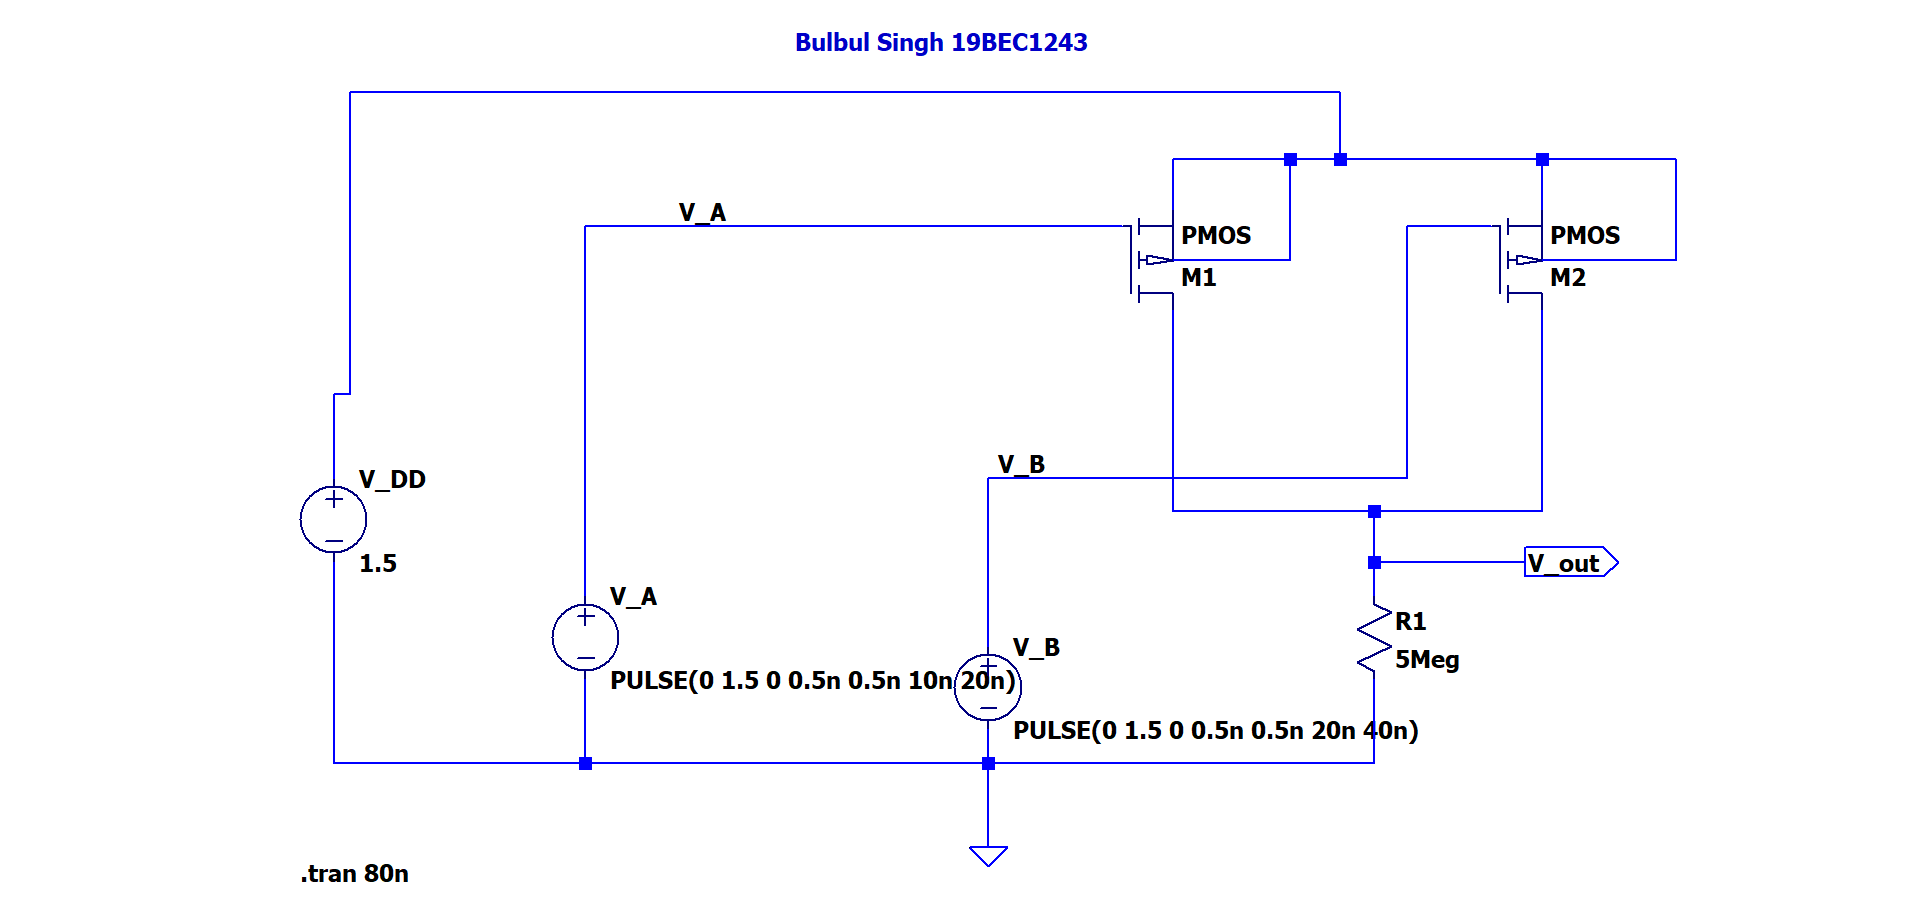 Bulbul Singh 19BEC1243
V_A
PMOS
M1
PMOS
M2
V_B
V_DD
1.5
V_out
V_A
PULSE(0 1.5 0 0.5n 0.5n 10n 20n)
R1
5Meg
V_B
PULSE(0 1.5 0 0.5n 0.5n 20n 40n)
.tran 80n